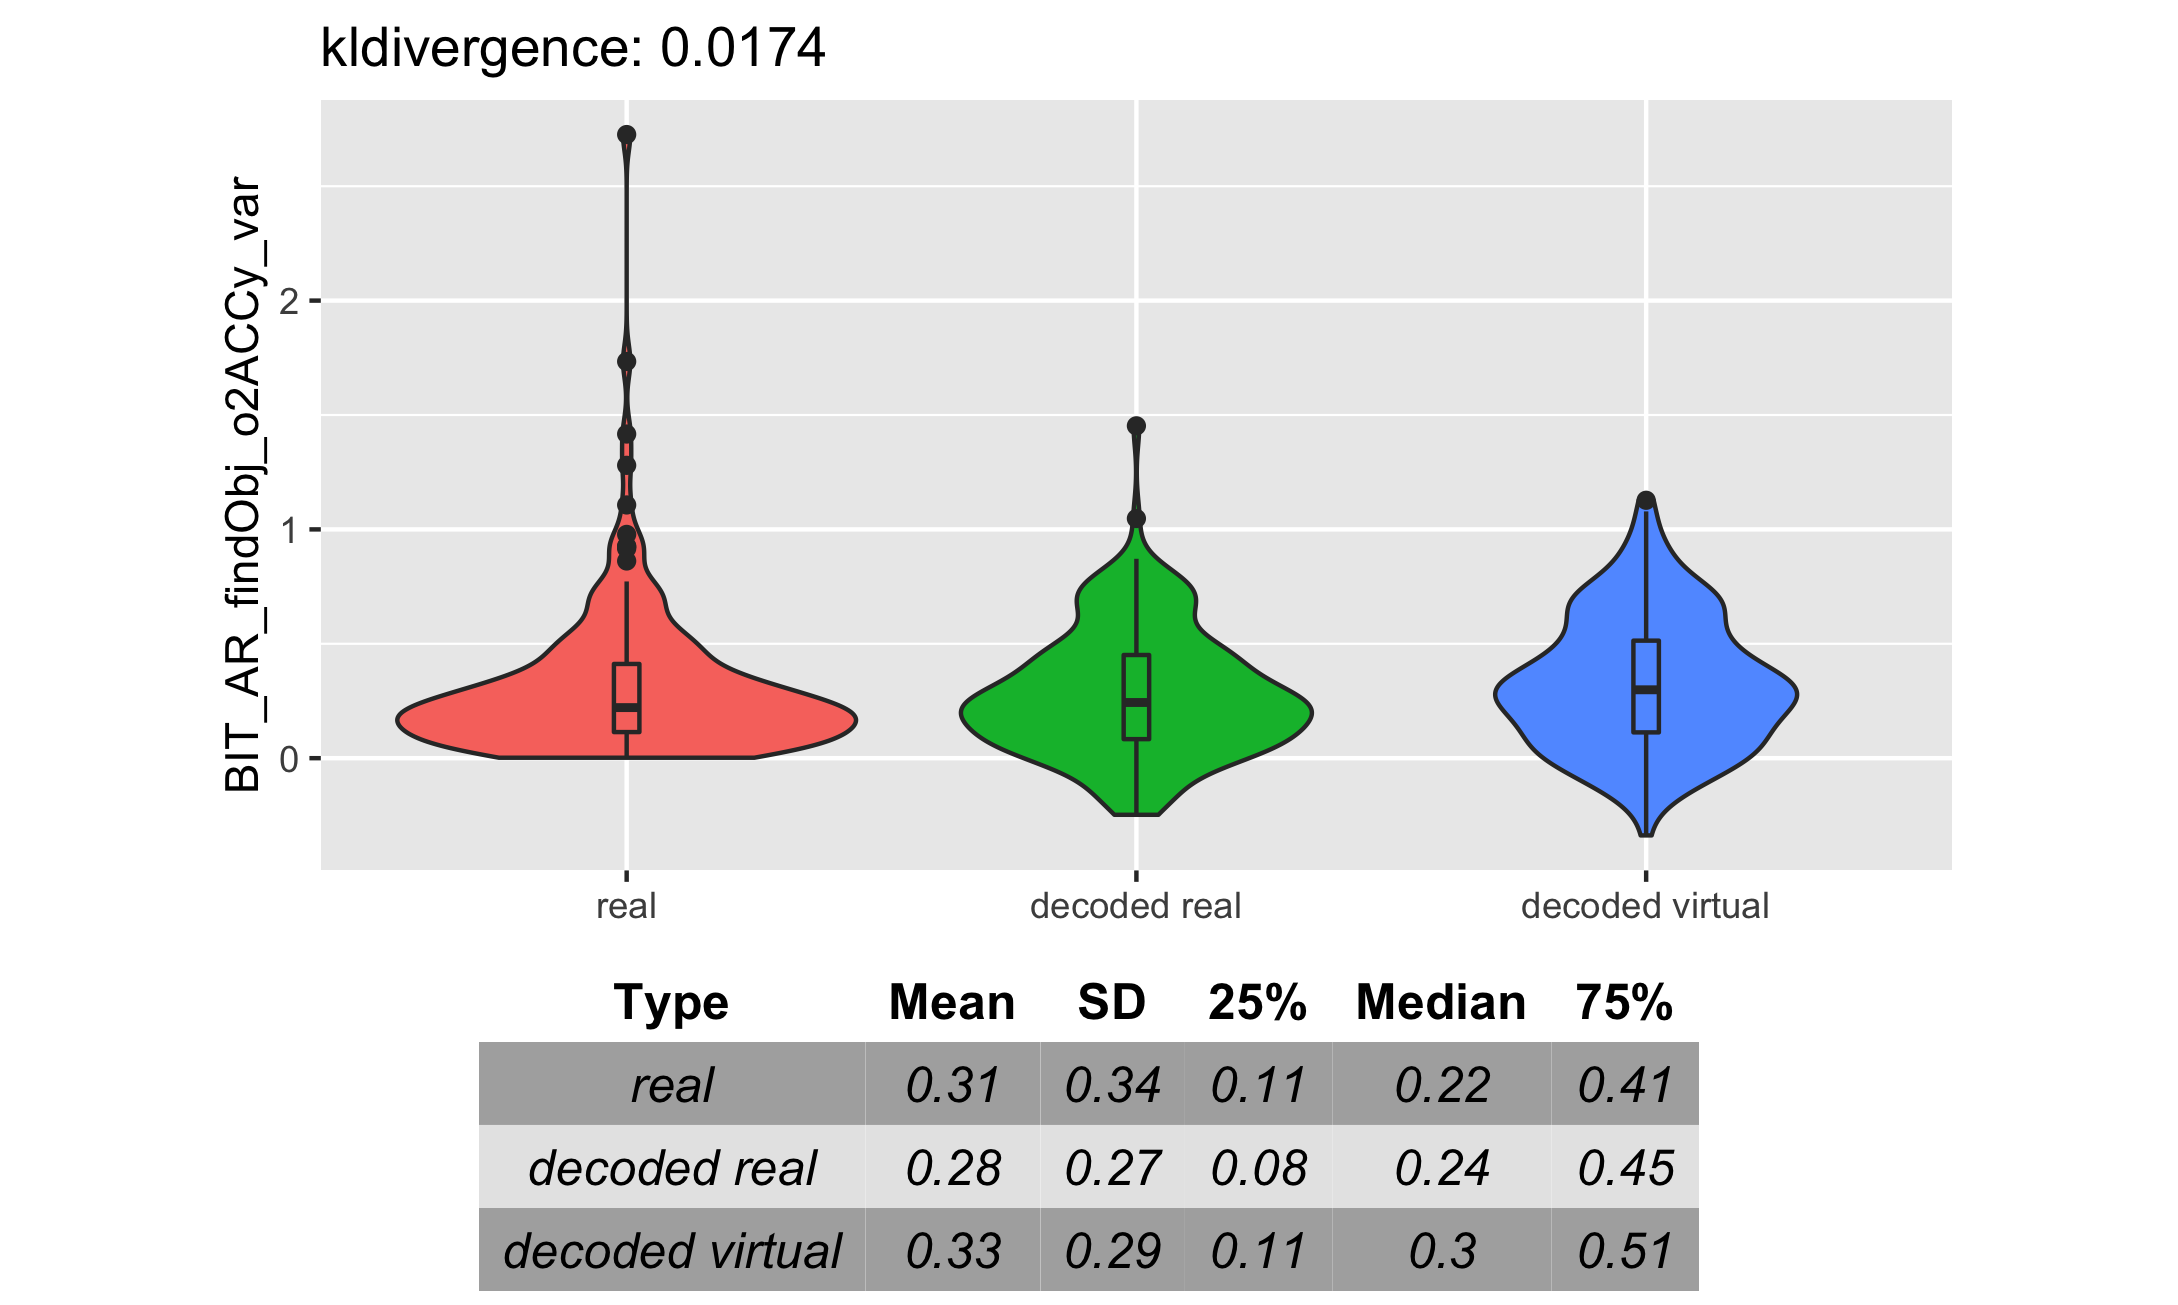 kldivergence: 0.0174
BIT_AR_findObj_o2ACCy_var
2
1
0
real decoded real decoded virtual
Type Mean SD 25% Median 75%
real 0.31 0.34 0.11 0.22 0.41
decoded real 0.28 0.27 0.08 0.24 0.45
decoded virtual 0.33 0.29 0.11 0.3 0.51